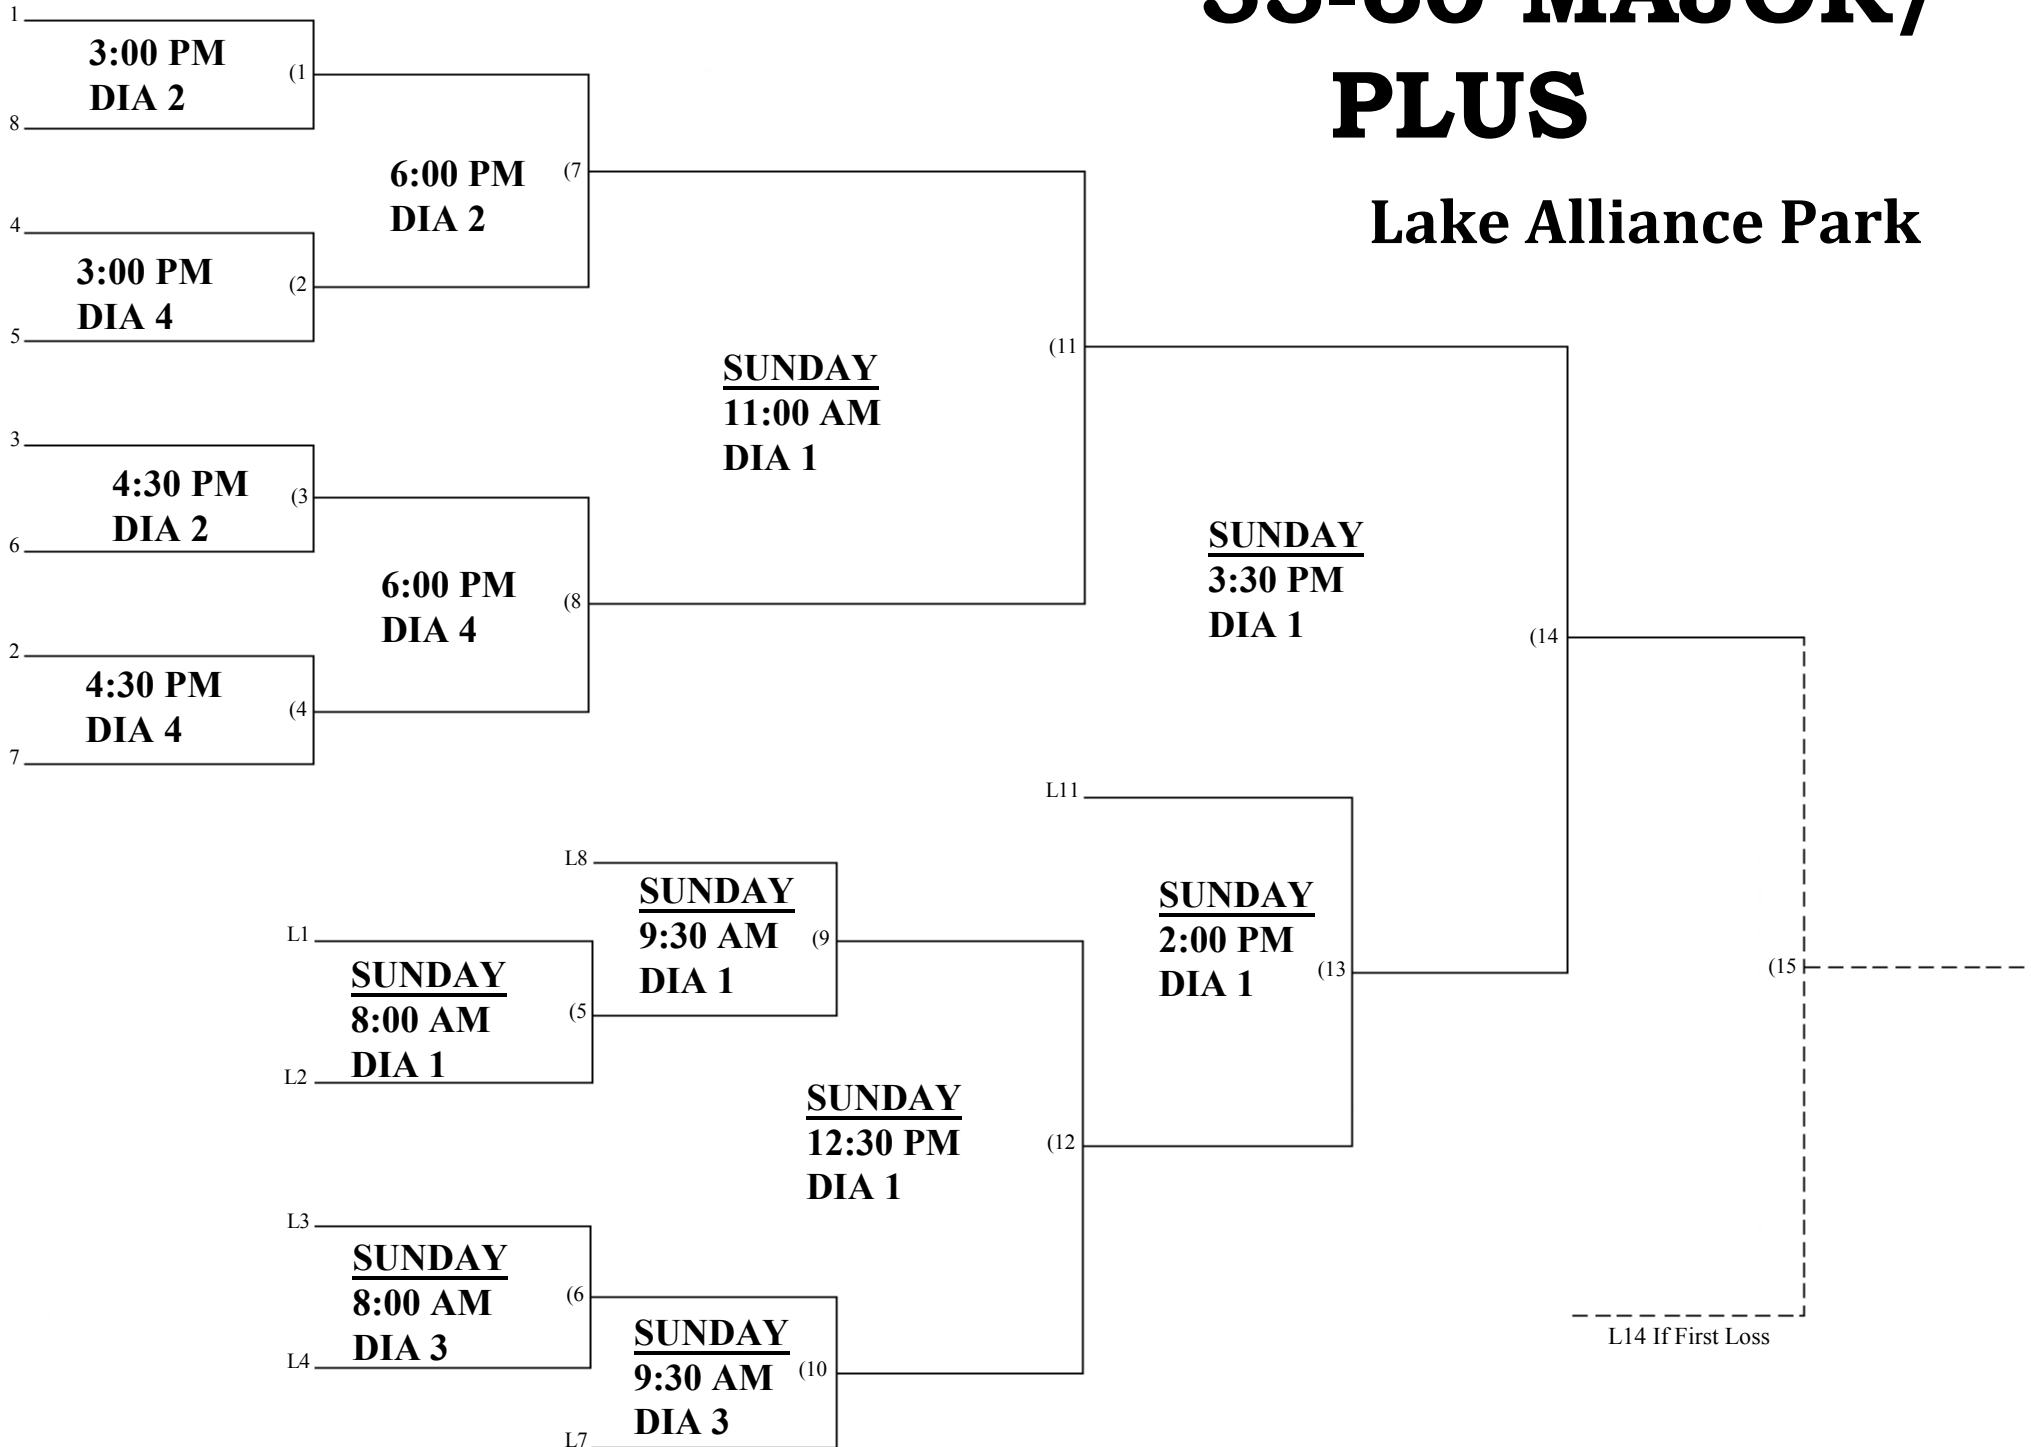 55-60 MAJOR/
PLUS
Lake Alliance Park
1
3:00 PM
DIA 2
(1
8
6:00 PM
DIA 2
(7
4
3:00 PM
DIA 4
(2
5
SUNDAY
11:00 AM
DIA 1
(11
3
4:30 PM
DIA 2
(3
6
6:00 PM
DIA 4
(8
SUNDAY
3:30 PM
DIA 1
(14
2
4:30 PM
DIA 4
(4
7
L11
L8
SUNDAY
9:30 AM
DIA 1
(9
SUNDAY
2:00 PM
DIA 1
(13
(15
L1
SUNDAY
8:00 AM
DIA 1
(5
L2
SUNDAY
12:30 PM
DIA 1
(12
L3
SUNDAY
8:00 AM
DIA 3
(6
L4
SUNDAY
9:30 AM
DIA 3
(10
L7
L14 If First Loss